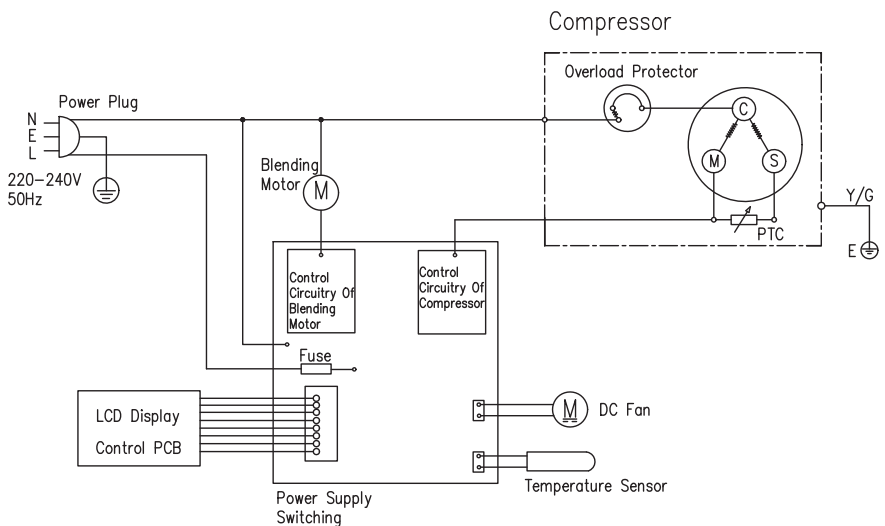 Compressor
Overload Protector
Power Plug
N
E
L
220-240V
50Hz
Blending
Motor
M
C
M
S
PTC
Y/G
E
Control
Circuitry Of
Blending
Motor
Control
Circuitry Of
Compressor
Fuse
LCD Display
Control PCB
M
DC Fan
Temperature Sensor
Power Supply
Switching